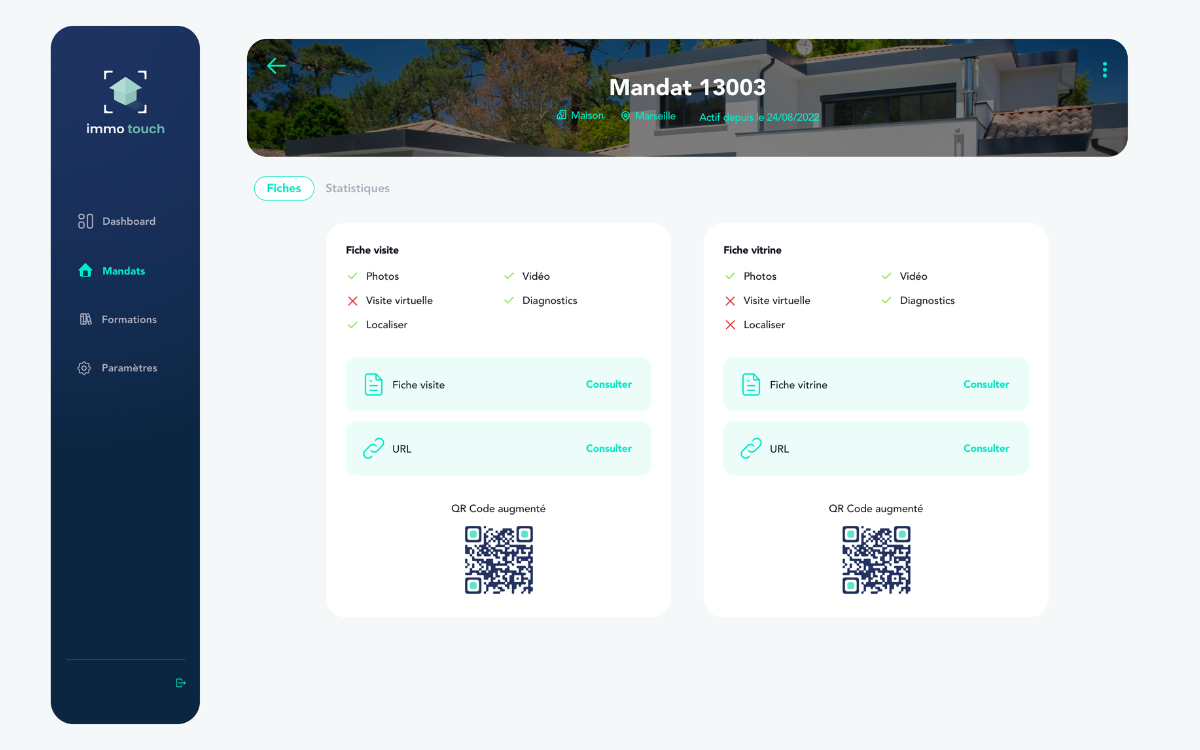 immo touch
Dashboard
Mandats
Formations
Paramètres
Mandat 13003
Maison Marseille Actif depuis le 24/08/2022
Fiches Statistiques
Fiche visite
Photos Vidéo
Visite virtuelle Diagnostics
Localiser
Fiche visite Consulter
URL Consulter
QR Code augmenté
Fiche vitrine
Photos Vidéo
Visite virtuelle Diagnostics
Localiser
Fiche vitrine Consulter
URL Consulter
QR Code augmenté